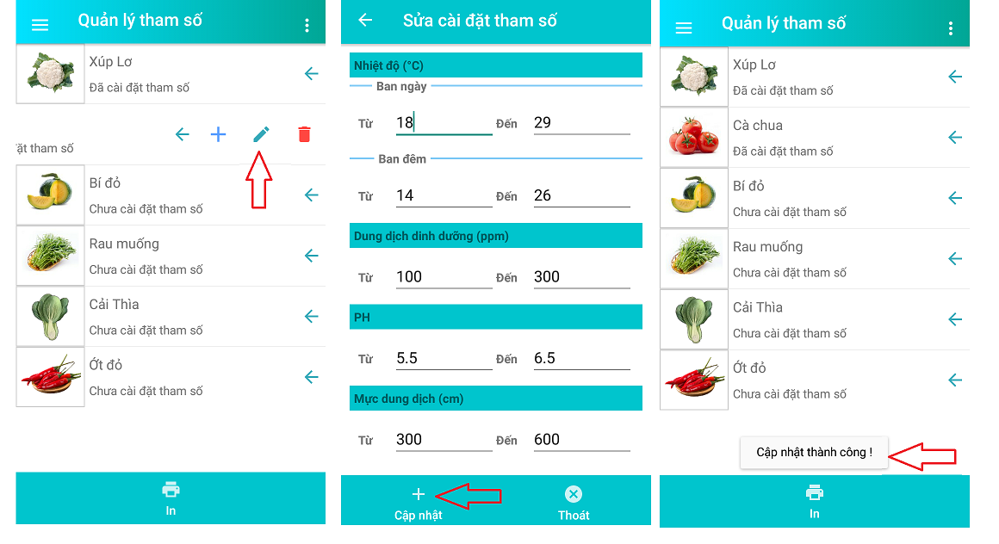 Quản lý tham số
Xúp Lơ
Đã cài đặt tham số
ặt tham số
Bí đỏ
Chưa cài đặt tham số
Rau muống
Chưa cài đặt tham số
Cải Thìa
Chưa cài đặt tham số
Ớt đỏ
Chưa cài đặt tham số
In
Sửa cài đặt tham số
Nhiệt độ (°C)
Ban ngày
Từ 18 Đến 29
Ban đêm
Từ 14 Đến 26
Dung dịch dinh dưỡng (ppm)
Từ 100 Đến 300
PH
Từ 5.5 Đến 6.5
Mực dung dịch (cm)
Từ 300 Đến 600
Cập nhật Thoát
Quản lý tham số
Xúp Lơ
Đã cài đặt tham số
Cà chua
Đã cài đặt tham số
Bí đỏ
Chưa cài đặt tham số
Rau muống
Chưa cài đặt tham số
Cải Thìa
Chưa cài đặt tham số
Ớt đỏ
Chưa cài đặt tham số
Cập nhật thành công !
In